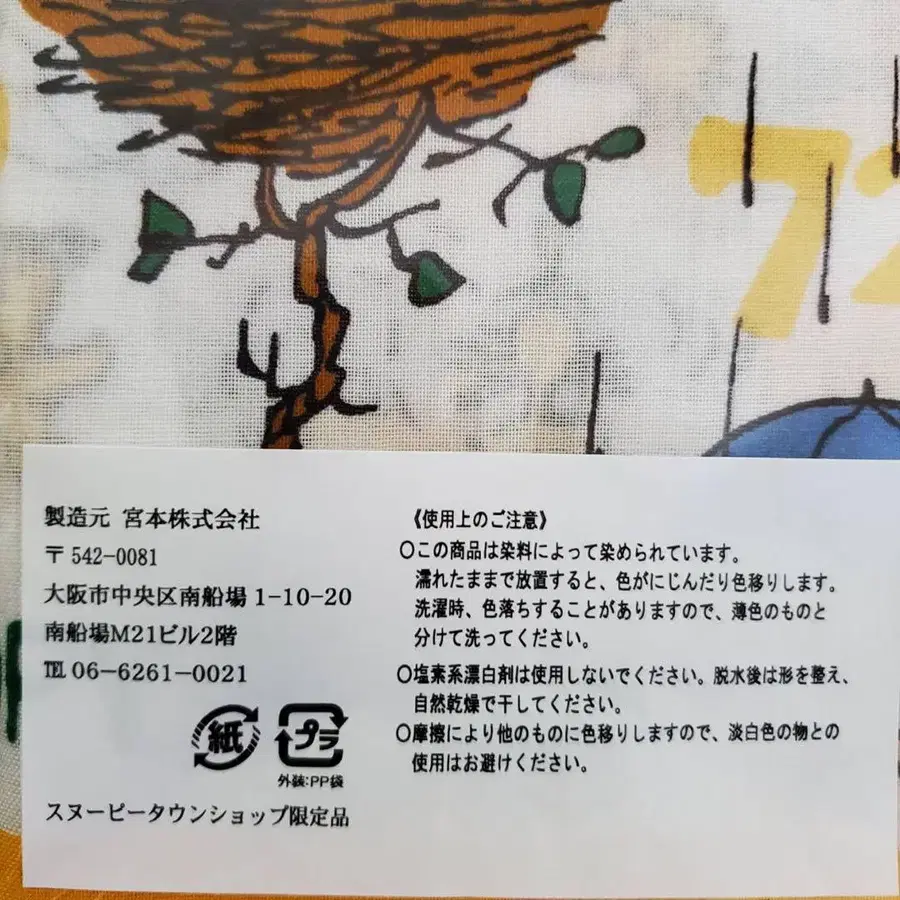 72
製造元 宮本株式会社
〒542-0081
大阪市中央区南船場1-10-20
南船場M21ビル2階
℡06-6261-0021
紙
プラ
外装:PP袋
スヌーピータウンショップ限定品
《使用上のご注意》
○この商品は染料によって染められています。
濡れたままで放置すると、色がにじんだり色移りします。
洗濯時、色落ちすることがありますので、薄色のものと
分けて洗ってください。
○塩素系漂白剤は使用しないでください。脱水後は形を整え、
自然乾燥で干してください。
○摩擦により他のものに色移りしますので、淡白色の物との
使用はお避けください。